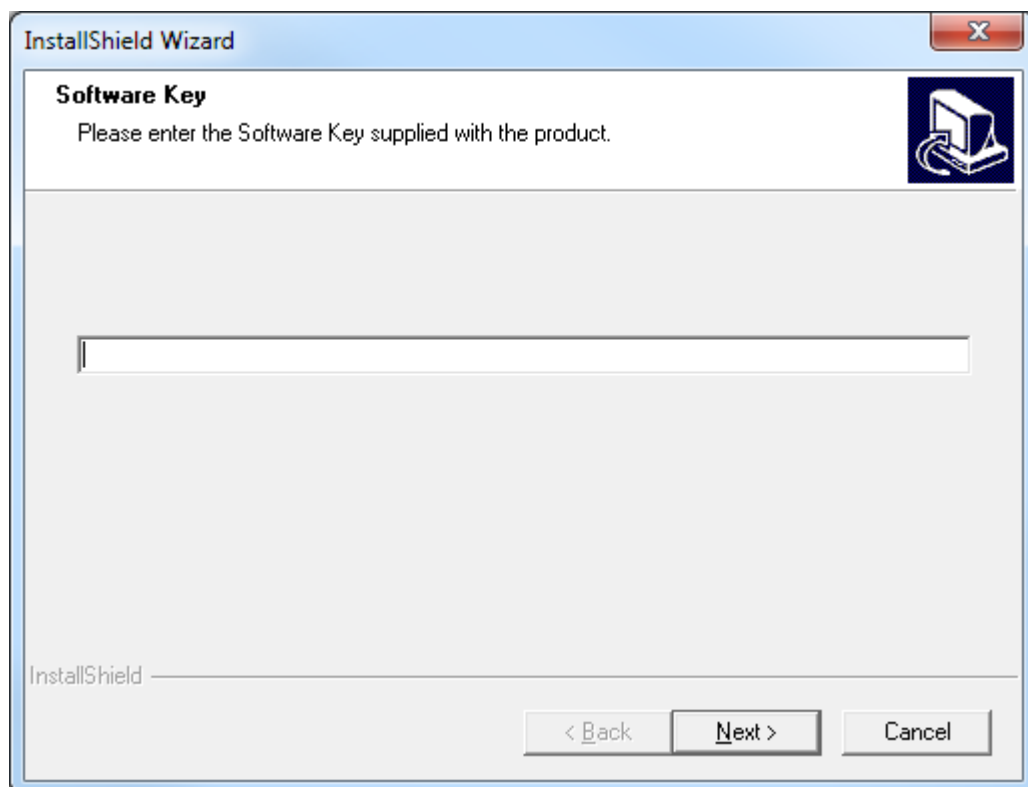 InstallShield Wizard
Software Key
Please enter the Software Key supplied with the product.
InstallShield
< Back Next > Cancel